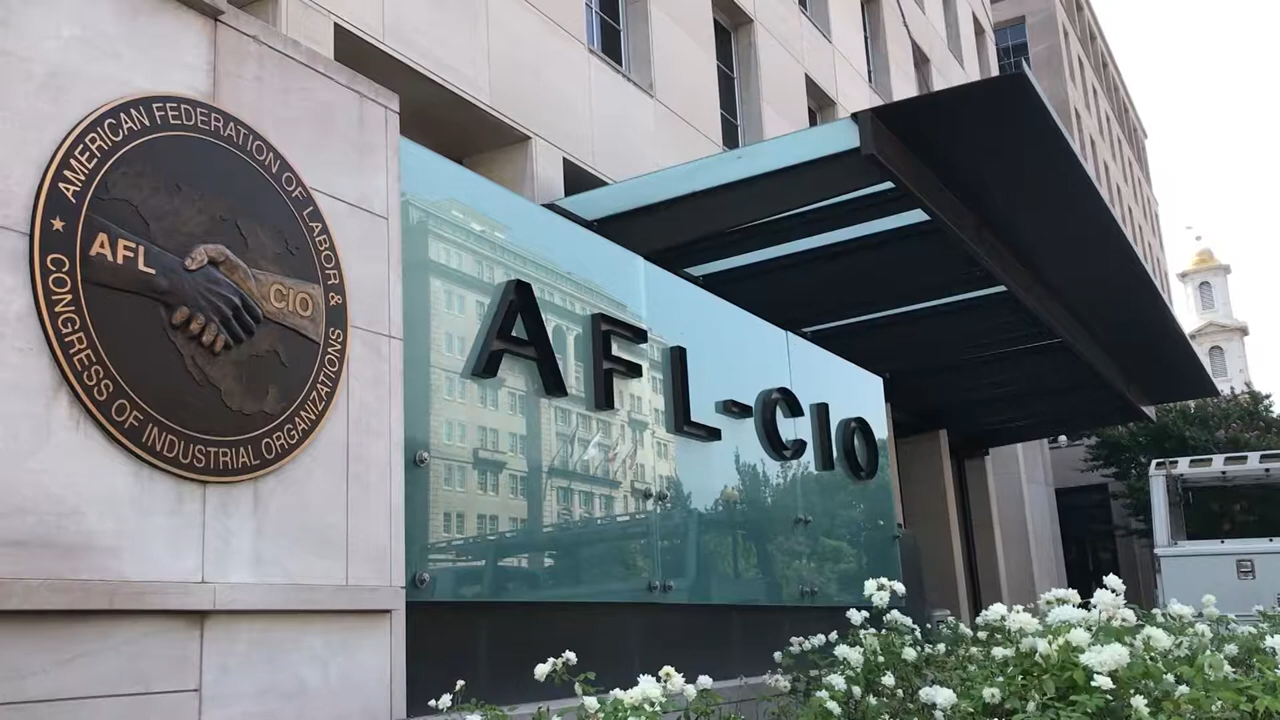 AMERICAN FEDERATION OF LABOR &
CONGRESS OF INDUSTRIAL ORGANIZATIONS
AFL
CIO
AFL-CIO